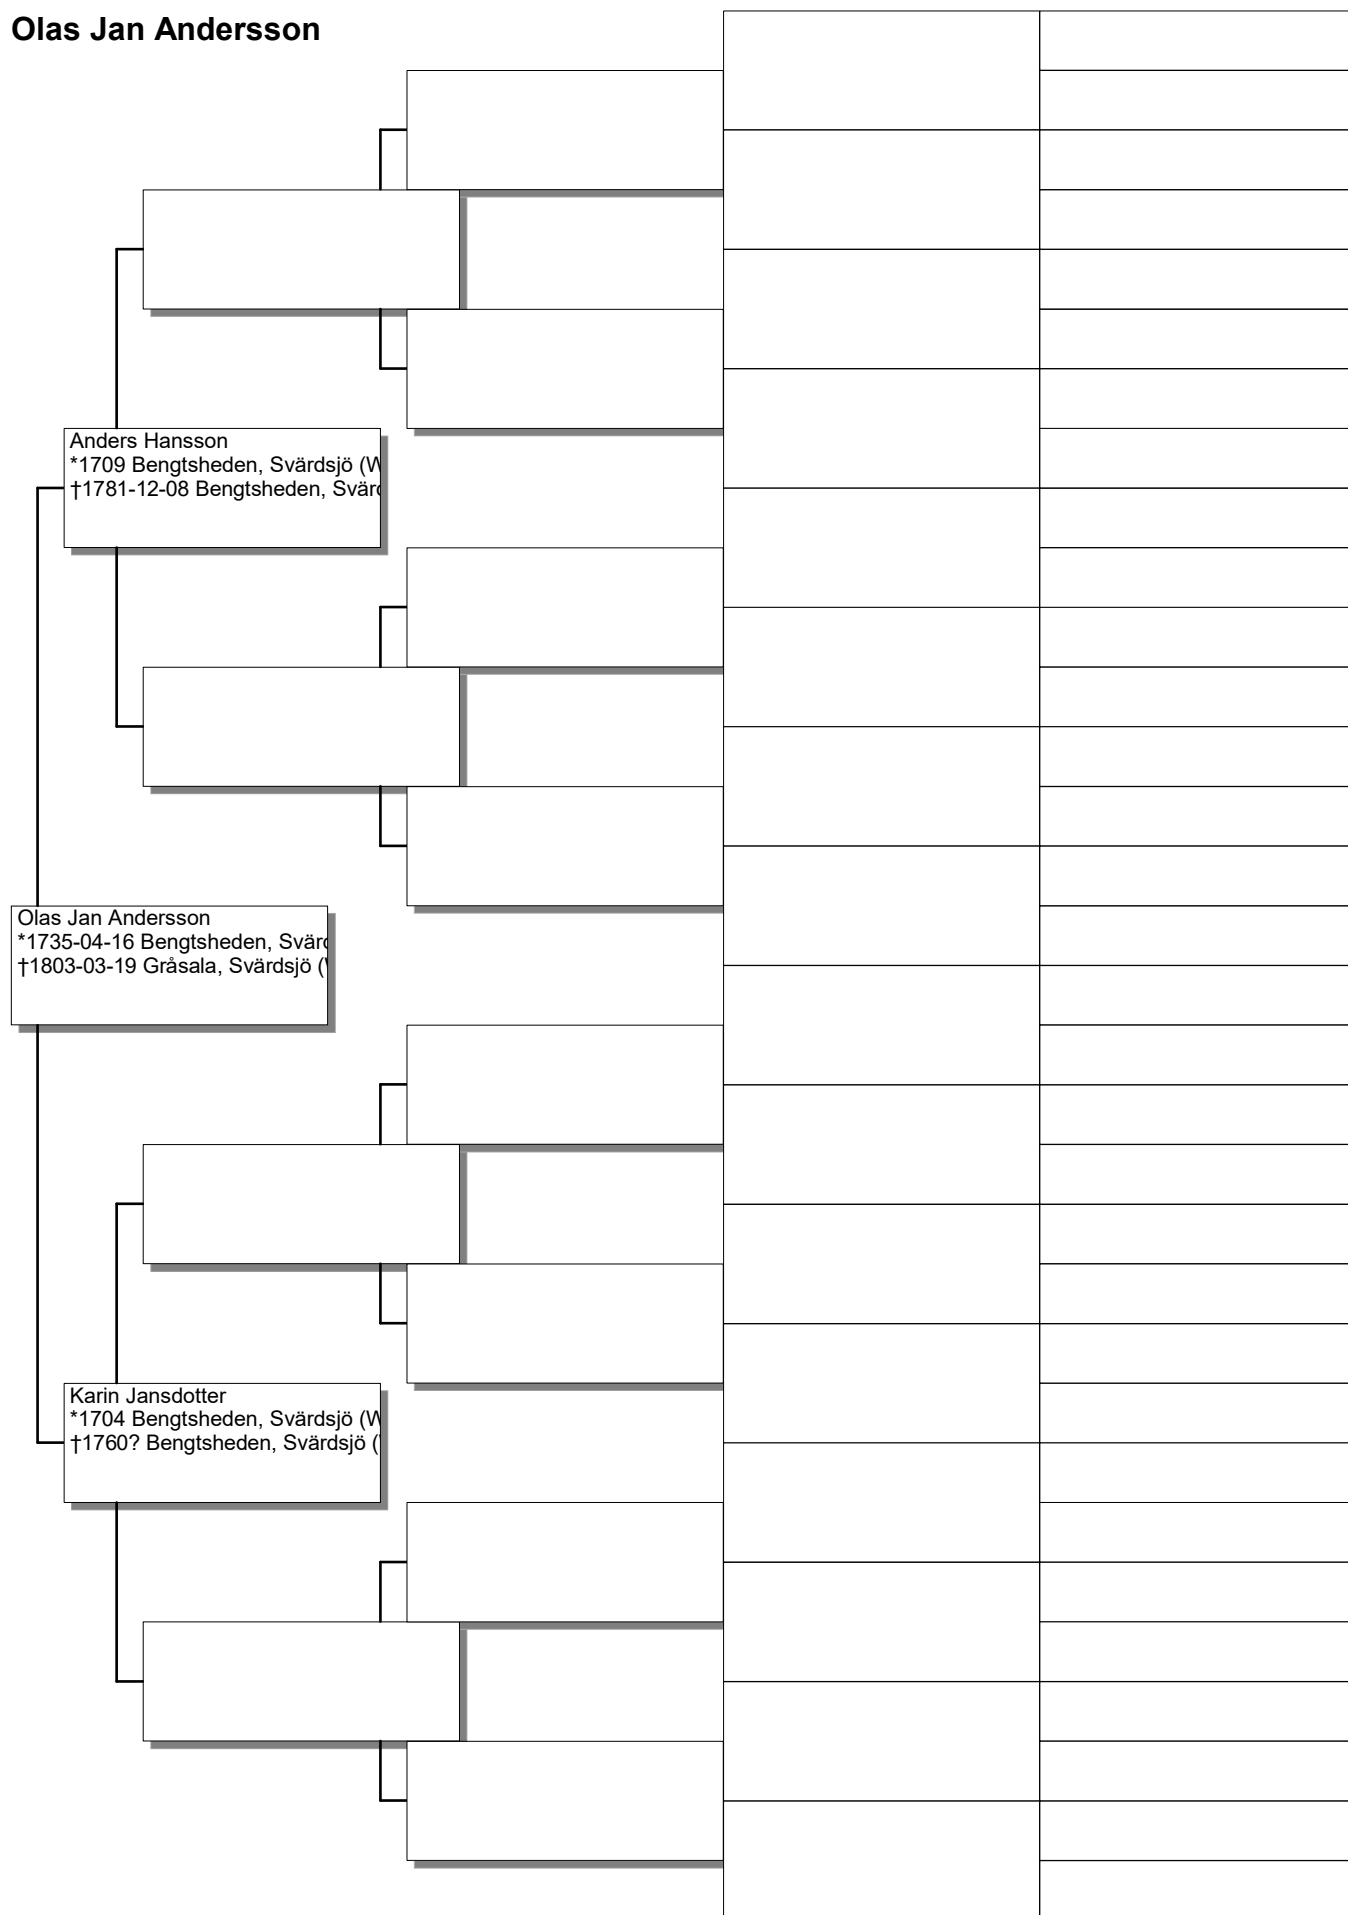 Olas Jan Andersson
Anders Hansson
*1709 Bengtsheden, Svärdsjö (W
†1781-12-08 Bengtsheden, Svärd
Olas Jan Andersson
*1735-04-16 Bengtsheden, Svärd
†1803-03-19 Gråsala, Svärdsjö (
Karin Jansdotter
*1704 Bengtsheden, Svärdsjö (W
†1760? Bengtsheden, Svärdsjö (